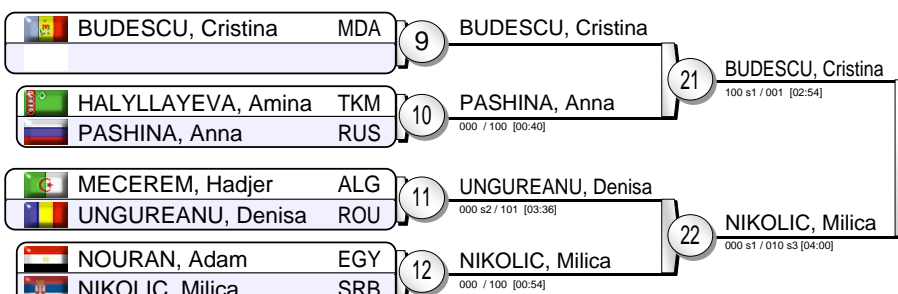 BUDESCU, Cristina MDA
9
BUDESCU, Cristina
21
BUDESCU, Cristina
100 s1 / 001 [02:54]
HALYLLAYEVA, Amina TKM
PASHINA, Anna RUS
10
PASHINA, Anna
000 / 100 [00:40]
MECEREM, Hadjer ALG
UNGUREANU, Denisa ROU
11
UNGUREANU, Denisa
000 s2 / 101 [03:36]
22
NIKOLIC, Milica
000 s1 / 010 s3 [04:00]
NOURAN, Adam EGY
NIKOLIC, Milica SRB
12
NIKOLIC, Milica
000 / 100 [00:54]